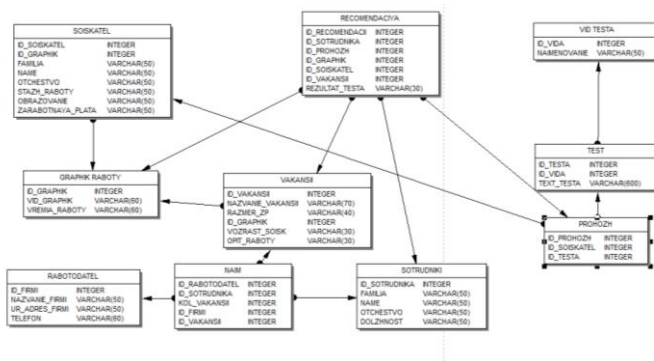 SOISKATEL
ID_SOISKATEL INTEGER
ID_GRAPHIK INTEGER
FAMILIA VARCHAR(50)
NAME VARCHAR(50)
OTCHESTVO VARCHAR(50)
STAZH_RABOTY VARCHAR(50)
OBRAZOVANIE VARCHAR(50)
ZARABOTNAYA_PLATA VARCHAR(50)
RECOMENDACIYA
ID_RECOMENDACII INTEGER
ID_SOTRUDNIKA INTEGER
ID_PROHOZH INTEGER
ID_GRAPHIK INTEGER
ID_SOISKATEL INTEGER
ID_VAKANSII INTEGER
REZULTAT_TESTA VARCHAR(30)
VID TESTA
ID_VIDA INTEGER
NAIMENOVANIE VARCHAR(50)
GRAPHIK RABOTY
ID_GRAPHIK INTEGER
VID_GRAPHIK VARCHAR(60)
VREMIA_RABOTY VARCHAR(60)
VAKANSII
ID_VAKANSII INTEGER
NAZVANIE_VAKANSII VARCHAR(70)
RAZMER_ZP VARCHAR(40)
ID_GRAPHIK INTEGER
VOZRAST_SOISK VARCHAR(30)
OPIT_RABOTY VARCHAR(30)
TEST
ID_TESTA INTEGER
ID_VIDA INTEGER
TEXT_TESTA VARCHAR(600)
PROHOZH
ID_PROHOZH INTEGER
ID_SOISKATEL INTEGER
ID_TESTA INTEGER
RABOTODATEL
ID_FIRMI INTEGER
NAZVANIE_FIRMI VARCHAR(50)
UR_ADRES_FIRMI VARCHAR(50)
TELEFON VARCHAR(60)
NAIM
ID_RABOTODATEL INTEGER
ID_SOTRUDNIKA INTEGER
KOL_VAKANSII INTEGER
ID_FIRMI INTEGER
ID_VAKANSII INTEGER
SOTRUDNIKI
ID_SOTRUDNIKA INTEGER
FAMILIA VARCHAR(50)
NAME VARCHAR(50)
OTCHESTVO VARCHAR(50)
DOLZHNOST VARCHAR(50)